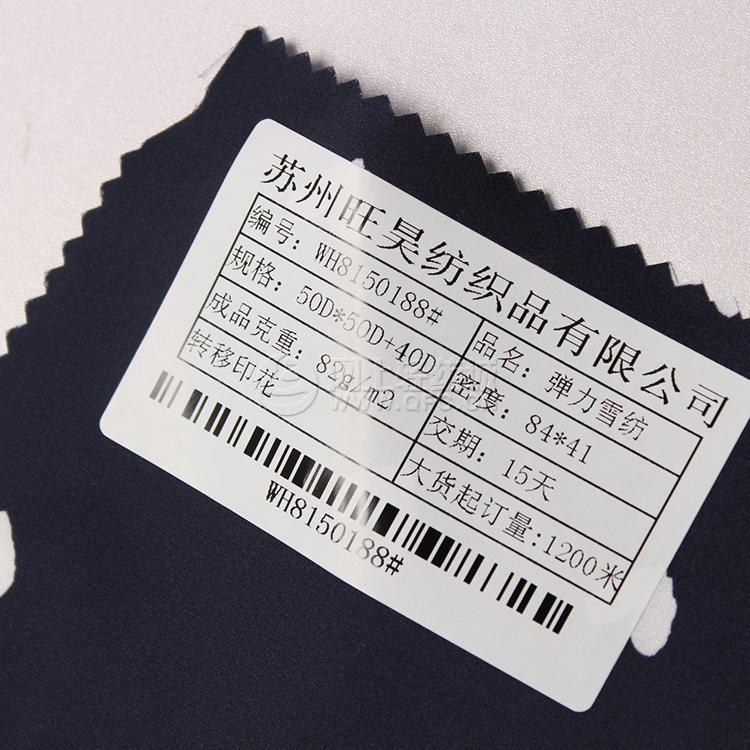 苏州旺昊纺织品有限公司
编号: WH8150188#
品名: 弹力雪纺
规格: 50D*50D+40D
密度: 84*41
成品克重: 82g/m2
交期: 15天
转移印花
大货起订量:1200米
WH8150188#